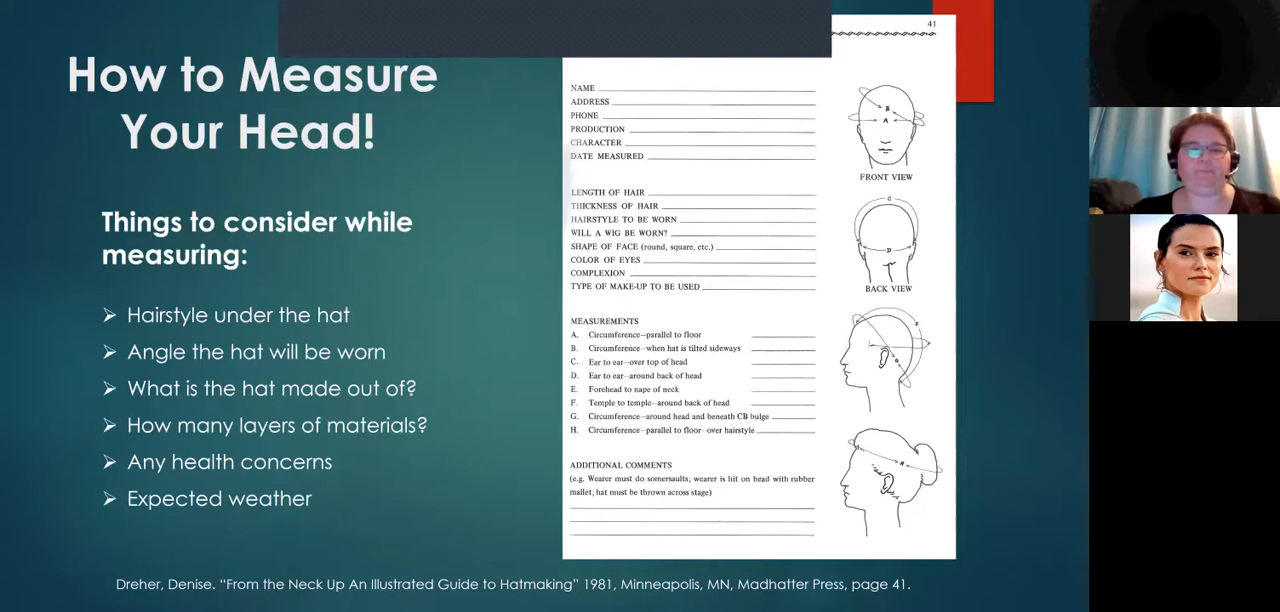 How to Measure
Your Head!
Things to consider while
measuring:
Hairstyle under the hat
Angle the hat will be worn
What is the hat made out of?
How many layers of materials?
Any health concerns
Expected weather
41
NAME
ADDRESS
PHONE
PRODUCTION
CHARACTER
DATE MEASURED
LENGTH OF HAIR
THICKNESS OF HAIR
HAIRSTYLE TO BE WORN
WILL A WIG BE WORN?
SHAPE OF FACE (round, square, etc.)
COLOR OF EYES
COMPLEXION
TYPE OF MAKE-UP TO BE USED
MEASUREMENTS
A. Circumference—parallel to floor
B. Circumference—when hat is tilted sideways
C. Ear to ear—over top of head
D. Ear to ear—around back of head
E. Forehead to nape of neck
F. Temple to temple—around back of head
G. Circumference—around head and beneath CB bulge
H. Circumference—parallel to floor—over hairstyle
ADDITIONAL COMMENTS
(e.g. Wearer must do somersaults; wearer is hit on head with rubber
mallet; hat must be thrown across stage)
B
A
FRONT VIEW
C
D
BACK VIEW
E
G
H
Dreher, Denise. "From the Neck Up An Illustrated Guide to Hatmaking" 1981, Minneapolis, MN, Madhatter Press, page 41.